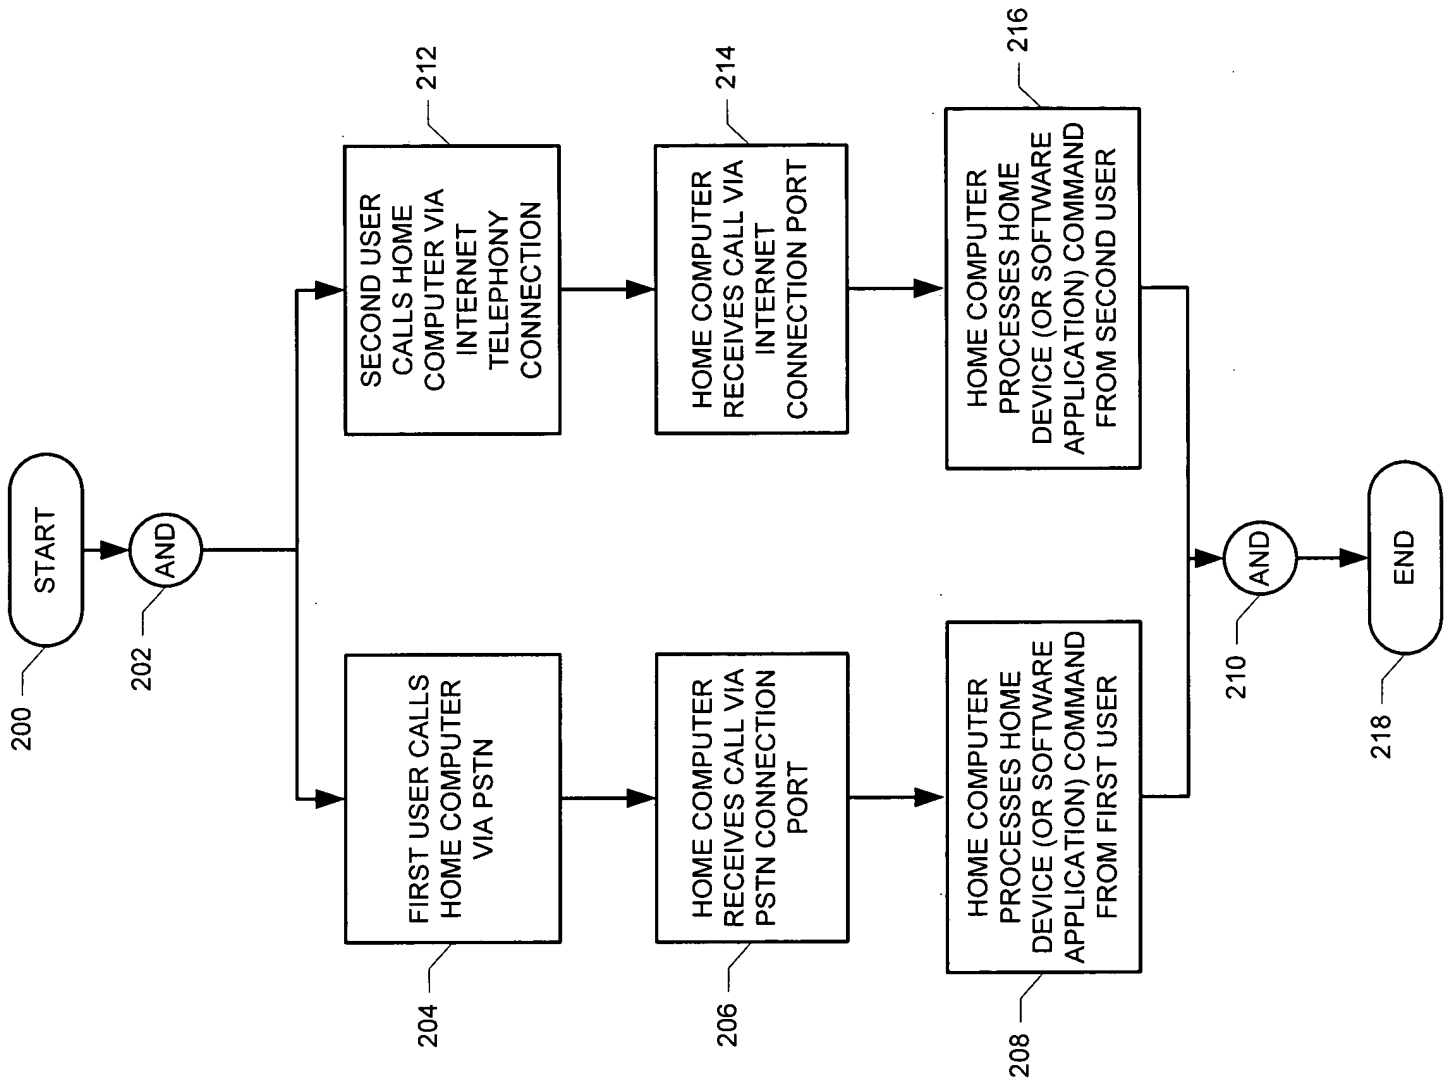 START
200
AND
202
FIRST USER CALLS
HOME COMPUTER
VIA PSTN
204
HOME COMPUTER
RECEIVES CALL VIA
PSTN CONNECTION
PORT
206
HOME COMPUTER
PROCESSES HOME
DEVICE (OR SOFTWARE
APPLICATION) COMMAND
FROM FIRST USER
208
SECOND USER
CALLS HOME
COMPUTER VIA
INTERNET
TELEPHONY
CONNECTION
212
HOME COMPUTER
RECEIVES CALL VIA
INTERNET
CONNECTION PORT
214
HOME COMPUTER
PROCESSES HOME
DEVICE (OR SOFTWARE
APPLICATION) COMMAND
FROM SECOND USER
216
AND
210
END
218